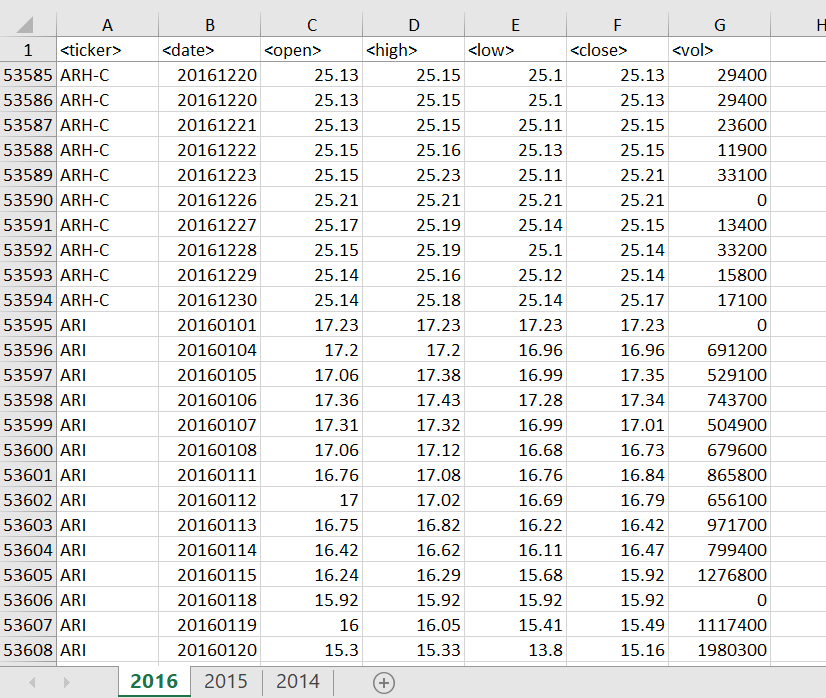 A B C D E F G H
1 <ticker> <date> <open> <high> <low> <close> <vol>
53585 ARH-C 20161220 25.13 25.15 25.1 25.13 29400
53586 ARH-C 20161220 25.13 25.15 25.1 25.13 29400
53587 ARH-C 20161221 25.13 25.15 25.11 25.15 23600
53588 ARH-C 20161222 25.15 25.16 25.13 25.15 11900
53589 ARH-C 20161223 25.15 25.23 25.11 25.21 33100
53590 ARH-C 20161226 25.21 25.21 25.21 25.21 0
53591 ARH-C 20161227 25.17 25.19 25.14 25.15 13400
53592 ARH-C 20161228 25.15 25.19 25.1 25.14 33200
53593 ARH-C 20161229 25.14 25.16 25.12 25.14 15800
53594 ARH-C 20161230 25.14 25.18 25.14 25.17 17100
53595 ARI 20160101 17.23 17.23 17.23 17.23 0
53596 ARI 20160104 17.2 17.2 16.96 16.96 691200
53597 ARI 20160105 17.06 17.38 16.99 17.35 529100
53598 ARI 20160106 17.36 17.43 17.28 17.34 743700
53599 ARI 20160107 17.31 17.32 16.99 17.01 504900
53600 ARI 20160108 17.06 17.12 16.68 16.73 679600
53601 ARI 20160111 16.76 17.08 16.76 16.84 865800
53602 ARI 20160112 17 17.02 16.69 16.79 656100
53603 ARI 20160113 16.75 16.82 16.22 16.42 971700
53604 ARI 20160114 16.42 16.62 16.11 16.47 799400
53605 ARI 20160115 16.24 16.29 15.68 15.92 1276800
53606 ARI 20160118 15.92 15.92 15.92 15.92 0
53607 ARI 20160119 16 16.05 15.41 15.49 1117400
53608 ARI 20160120 15.3 15.33 13.8 15.16 1980300
2016 2015 2014